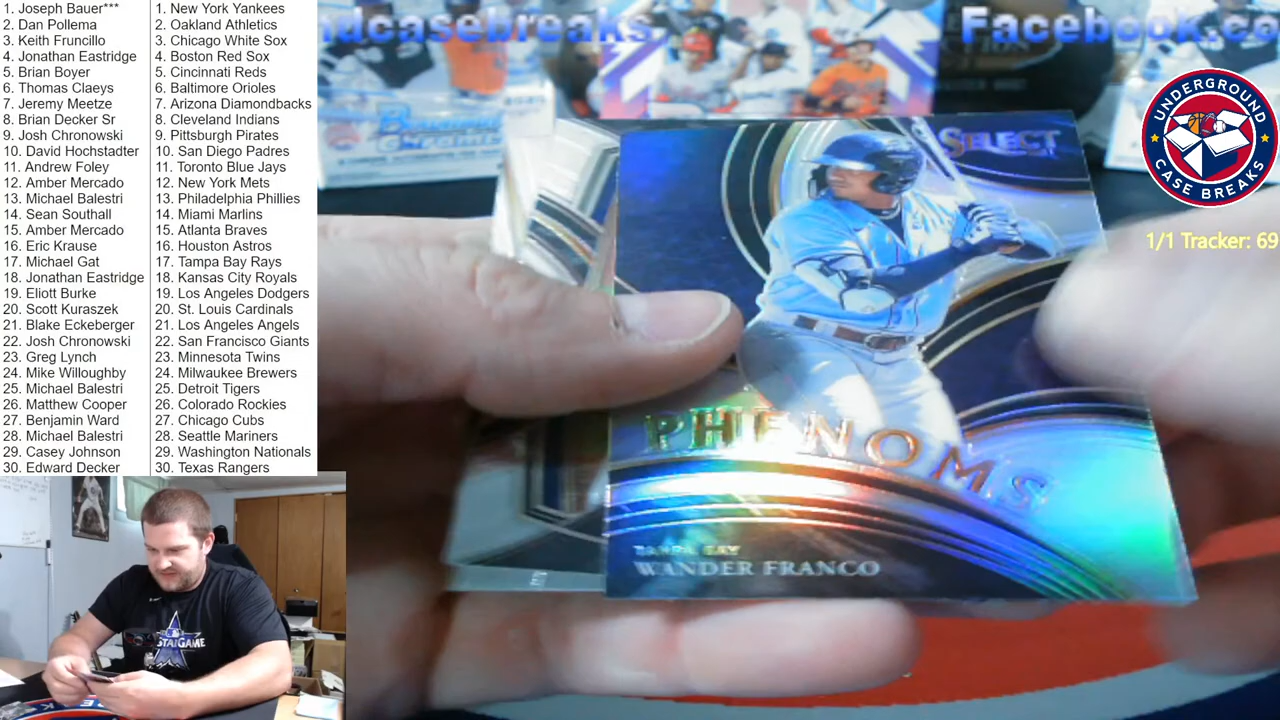 1. Joseph Bauer***
2. Dan Pollema
3. Keith Fruncillo
4. Jonathan Eastridge
5. Brian Boyer
6. Thomas Claeys
7. Jeremy Meetze
8. Brian Decker Sr
9. Josh Chronowski
10. David Hochstadter
11. Andrew Foley
12. Amber Mercado
13. Michael Balestri
14. Sean Southall
15. Amber Mercado
16. Eric Krause
17. Michael Gat
18. Jonathan Eastridge
19. Eliott Burke
20. Scott Kuraszek
21. Blake Eckeberger
22. Josh Chronowski
23. Greg Lynch
24. Mike Willoughby
25. Michael Balestri
26. Matthew Cooper
27. Benjamin Ward
28. Michael Balestri
29. Casey Johnson
30. Edward Decker
1. New York Yankees
2. Oakland Athletics
3. Chicago White Sox
4. Boston Red Sox
5. Cincinnati Reds
6. Baltimore Orioles
7. Arizona Diamondbacks
8. Cleveland Indians
9. Pittsburgh Pirates
10. San Diego Padres
11. Toronto Blue Jays
12. New York Mets
13. Philadelphia Phillies
14. Miami Marlins
15. Atlanta Braves
16. Houston Astros
17. Tampa Bay Rays
18. Kansas City Royals
19. Los Angeles Dodgers
20. St. Louis Cardinals
21. Los Angeles Angels
22. San Francisco Giants
23. Minnesota Twins
24. Milwaukee Brewers
25. Detroit Tigers
26. Colorado Rockies
27. Chicago Cubs
28. Seattle Mariners
29. Washington Nationals
30. Texas Rangers
ndcasebreaks
Facebook.co
Bowman
Chrome
SELECT
PHENOMS
TAMPA BAY
WANDER FRANCO
UNDERGROUND
CASE BREAKS
1/1 Tracker: 69
STARGAME